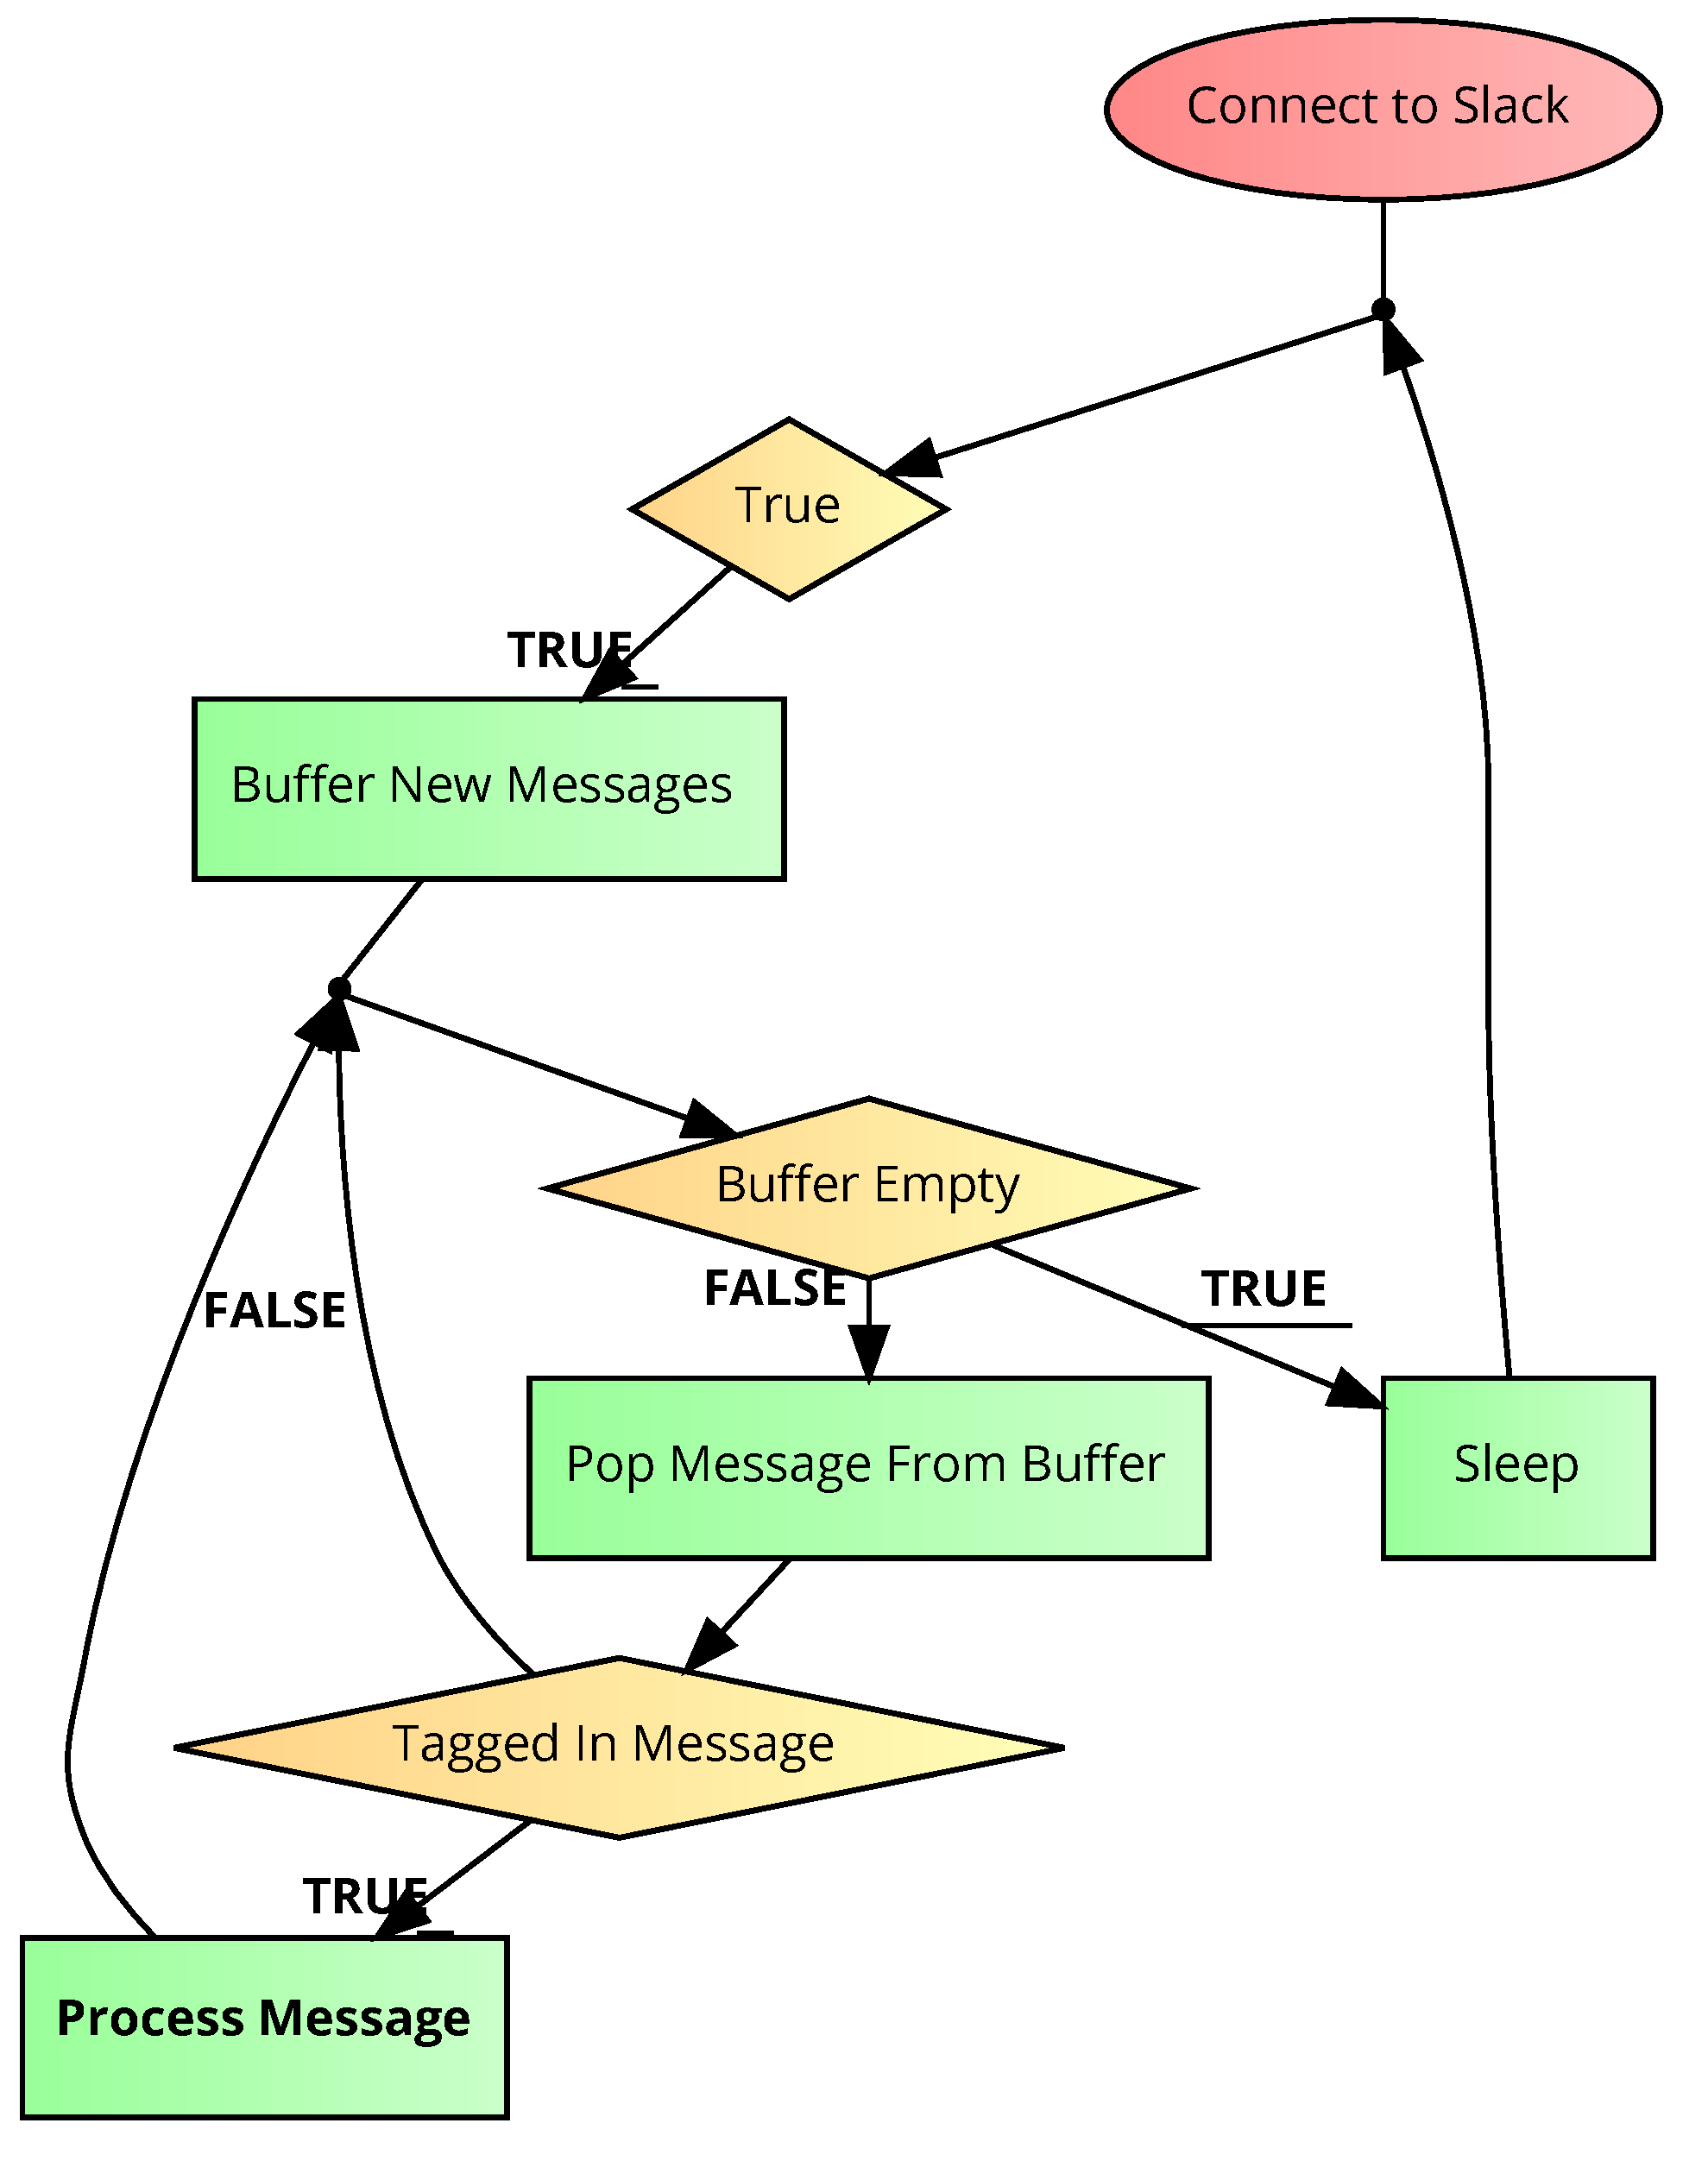 Connect to Slack
True
TRUE
Buffer New Messages
Buffer Empty
FALSE
TRUE
FALSE
Pop Message From Buffer
Sleep
Tagged In Message
TRUE
Process Message